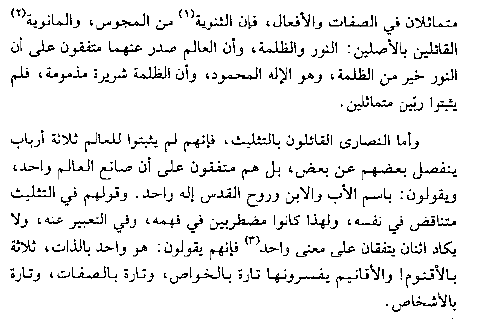 متماثلان في الصفات والأفعال، فإن الثنوية(١) من المجوس، والمانوية(٢)
القائلين بالأصلين: النور والظلمة، وأن العالم صدر عنهما متفقون على أن
النور خير من الظلمة، وهو الإله المحمود، وأن الظلمة شريرة مذمومة، فلم
يثبتوا ربّين متماثلين.
وأما النصارى القائلون بالتثليث، فإنهم لم يثبتوا للعالم ثلاثة أرباب
ينفصل بعضهم عن بعض، بل هم متفقون على أن صانع العالم واحد،
ويقولون: باسم الأب والابن وروح القدس إله واحد. وقولهم في التثليث
متناقض في نفسه، ولهذا كانوا مضطربين في فهمه، وفي التعبير عنه، ولا
يكاد اثنان يتفقان على معنى واحد(٣) فإنهم يقولون: هو واحد بالذات، ثلاثة
بالأقنوم! والأقانيم يفسرونها تارة بالخواص، وتارة بالصفات، وتارة
بالأشخاص.